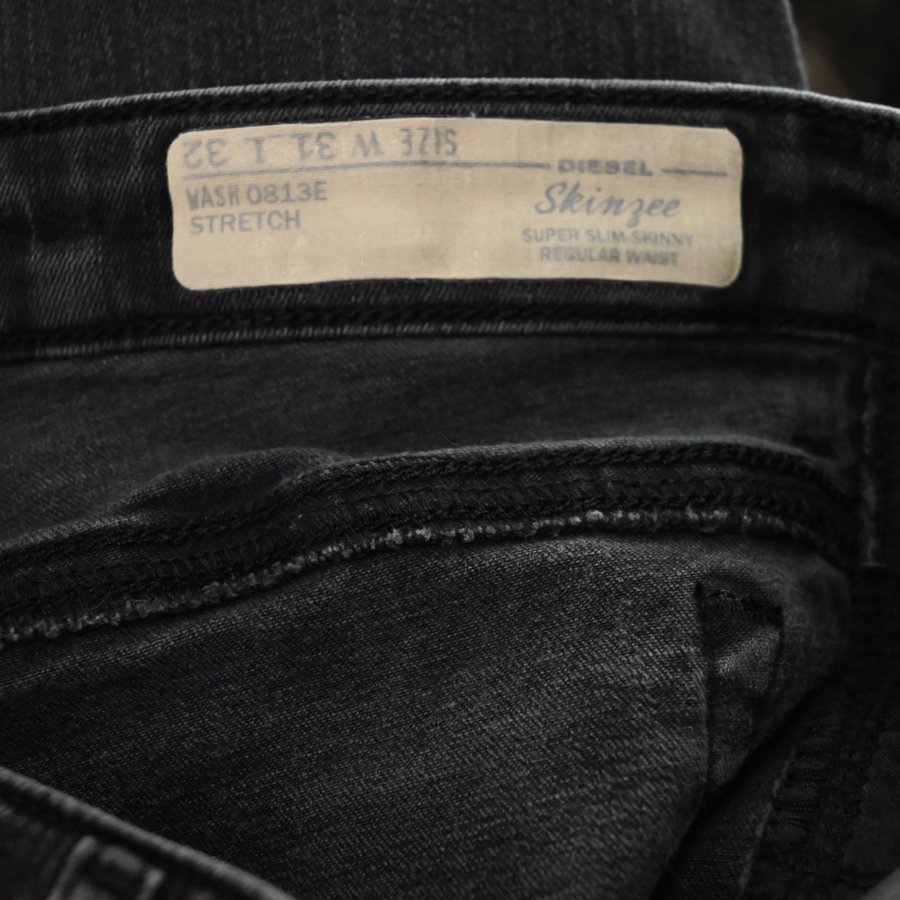 SIZE W 31 L 32
DIESEL
WASH 0813E
Skinzee
STRETCH
SUPER SLIM-SKINNY
REGULAR WAIST